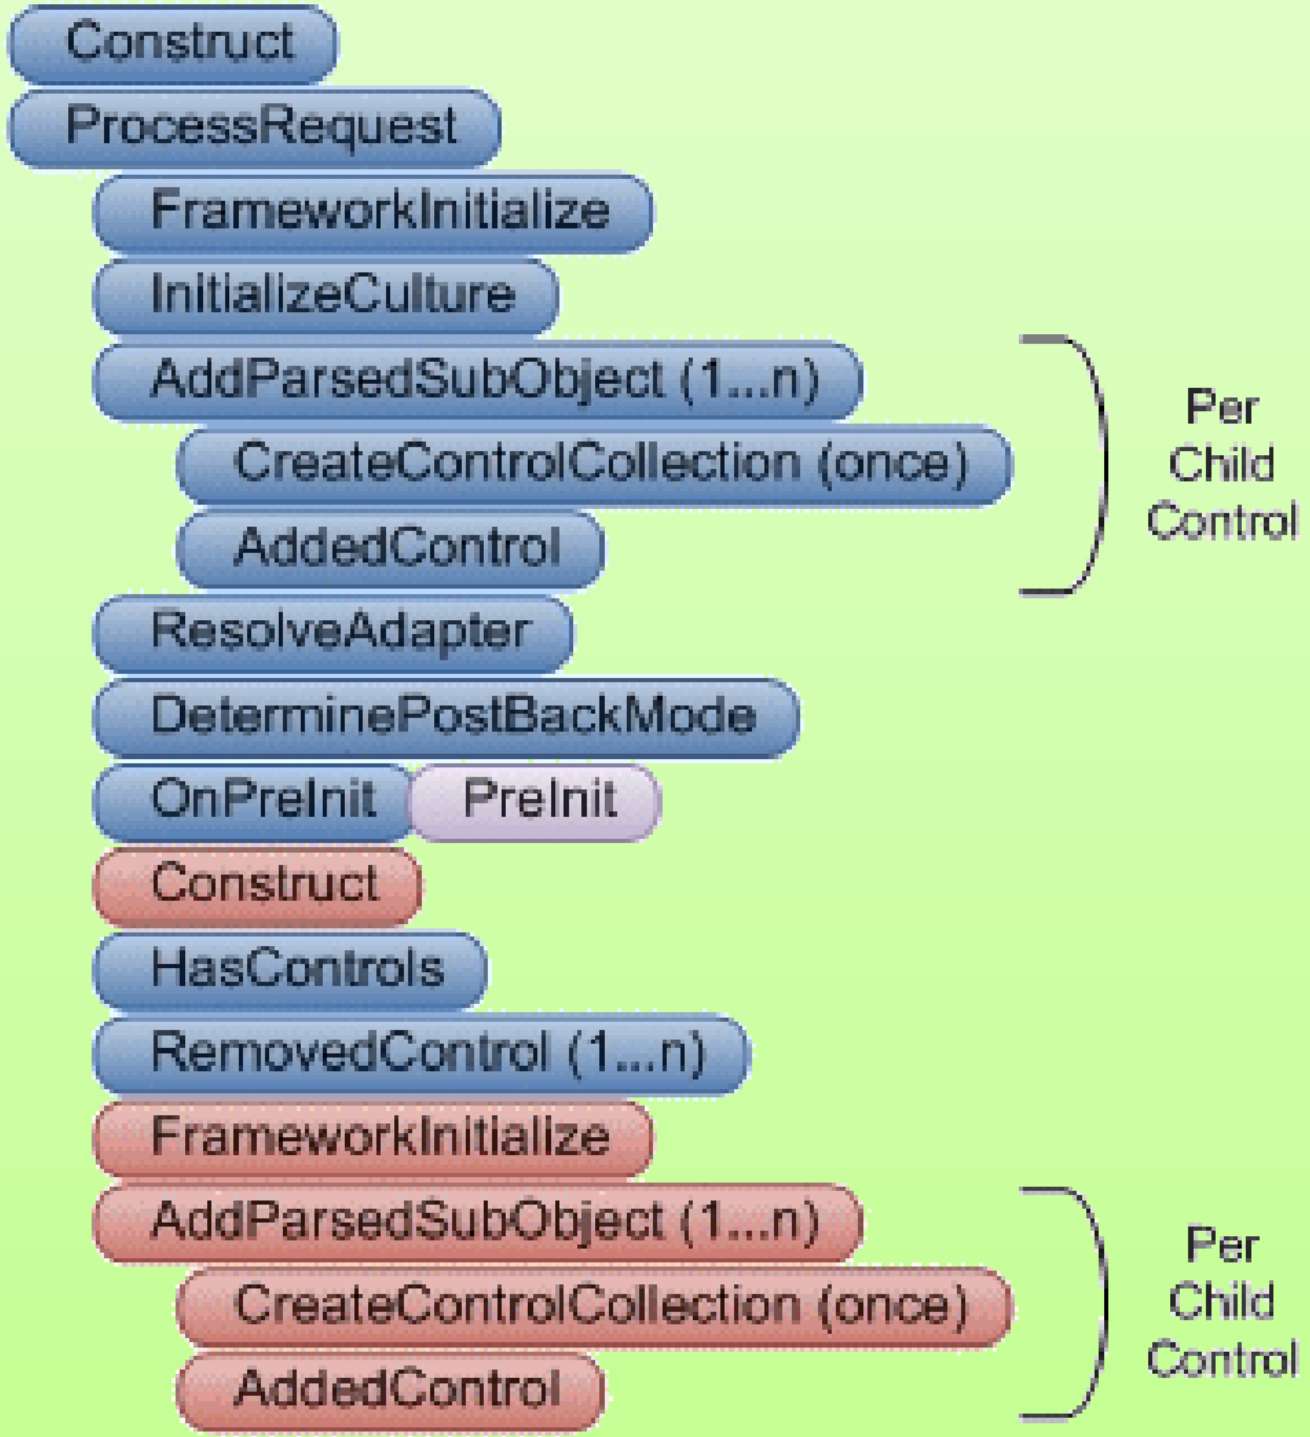 Construct
ProcessRequest
FrameworkInitialize
InitializeCulture
AddParsedSubObject (1...n)
CreateControlCollection (once)
AddedControl
Per
Child
Control
ResolveAdapter
DeterminePostBackMode
OnPreInit PreInit
Construct
HasControls
RemovedControl (1...n)
FrameworkInitialize
AddParsedSubObject (1...n)
CreateControlCollection (once)
AddedControl
Per
Child
Control